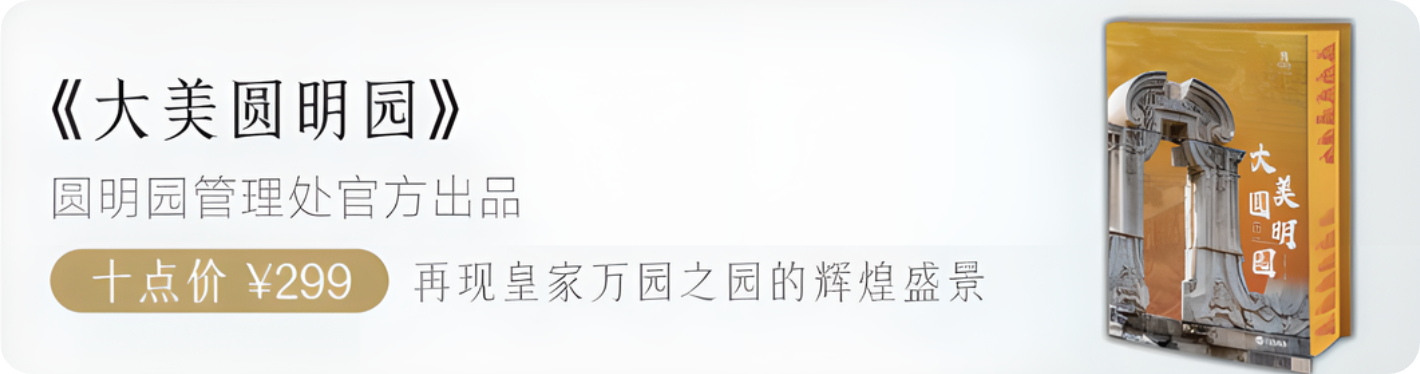 《大美圆明园》
圆明园管理处官方出品
十点价 ¥299 再现皇家万园之园的辉煌盛景
大美
圆明
园